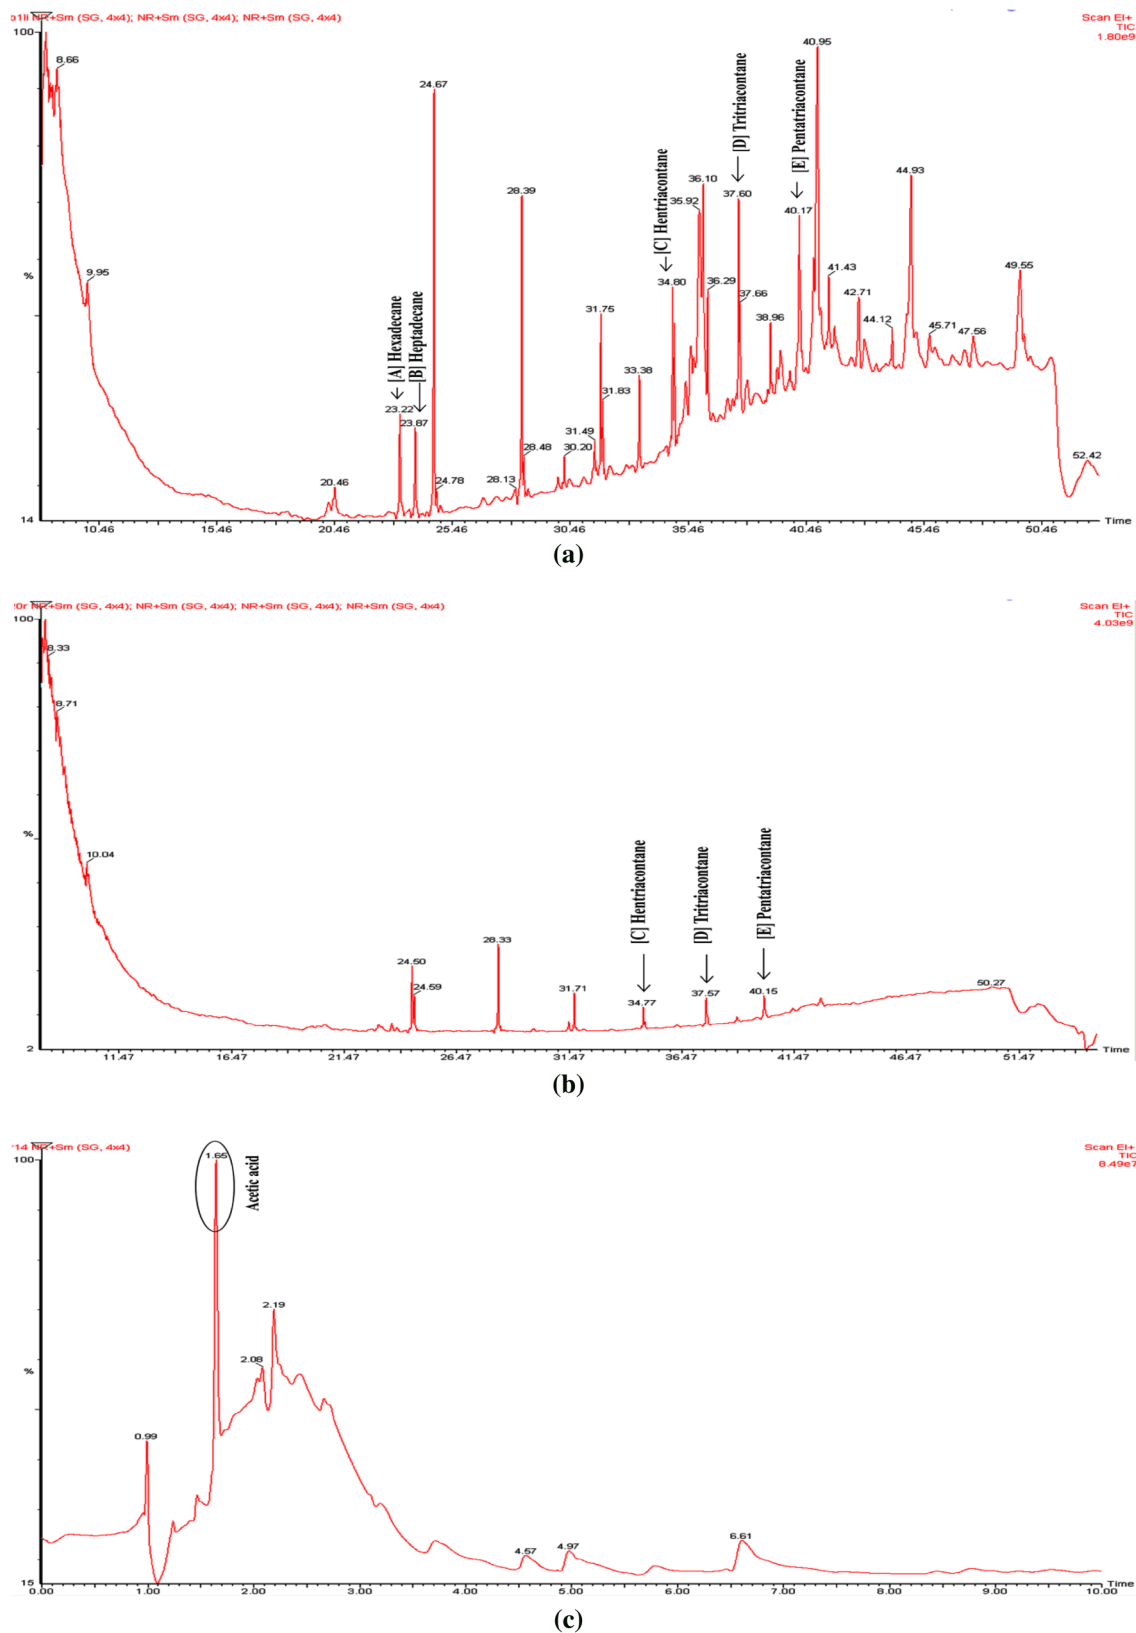 o1li NR+Sm (SG, 4x4); NR+Sm (SG, 4x4); NR+Sm (SG, 4x4)
Scan EI+
TIC
1.80e9
100
%
14
8.66
9.95
20.46
[A] Hexadecane
23.22
[B] Heptadecane
23.87
24.67
24.78
28.13
28.39
28.48
30.20
31.49
31.75
31.83
33.38
[C] Hentriacontane
34.80
35.92
36.10
36.29
[D] Tritriacontane
37.60
37.66
38.96
[E] Pentatriacontane
40.17
40.95
41.43
42.71
44.12
44.93
45.71
47.56
49.55
52.42
10.46 15.46 20.46 25.46 30.46 35.46 40.46 45.46 50.46 Time
(a)
:0r NR+Sm (SG, 4x4); NR+Sm (SG, 4x4); NR+Sm (SG, 4x4); NR+Sm (SG, 4x4)
Scan EI+
TIC
4.03e9
100
%
2
8.33
8.71
10.04
24.50
24.59
28.33
31.71
[C] Hentriacontane
34.77
[D] Tritriacontane
37.57
[E] Pentatriacontane
40.15
50.27
11.47 16.47 21.47 26.47 31.47 36.47 41.47 46.47 51.47 Time
(b)
14 NR+Sm (SG, 4x4)
Scan EI+
TIC
8.49e7
100
%
15
0.99
1.65
Acetic acid
2.08
2.19
4.57
4.97
6.61
0.00 1.00 2.00 3.00 4.00 5.00 6.00 7.00 8.00 9.00 10.00 Time
(c)